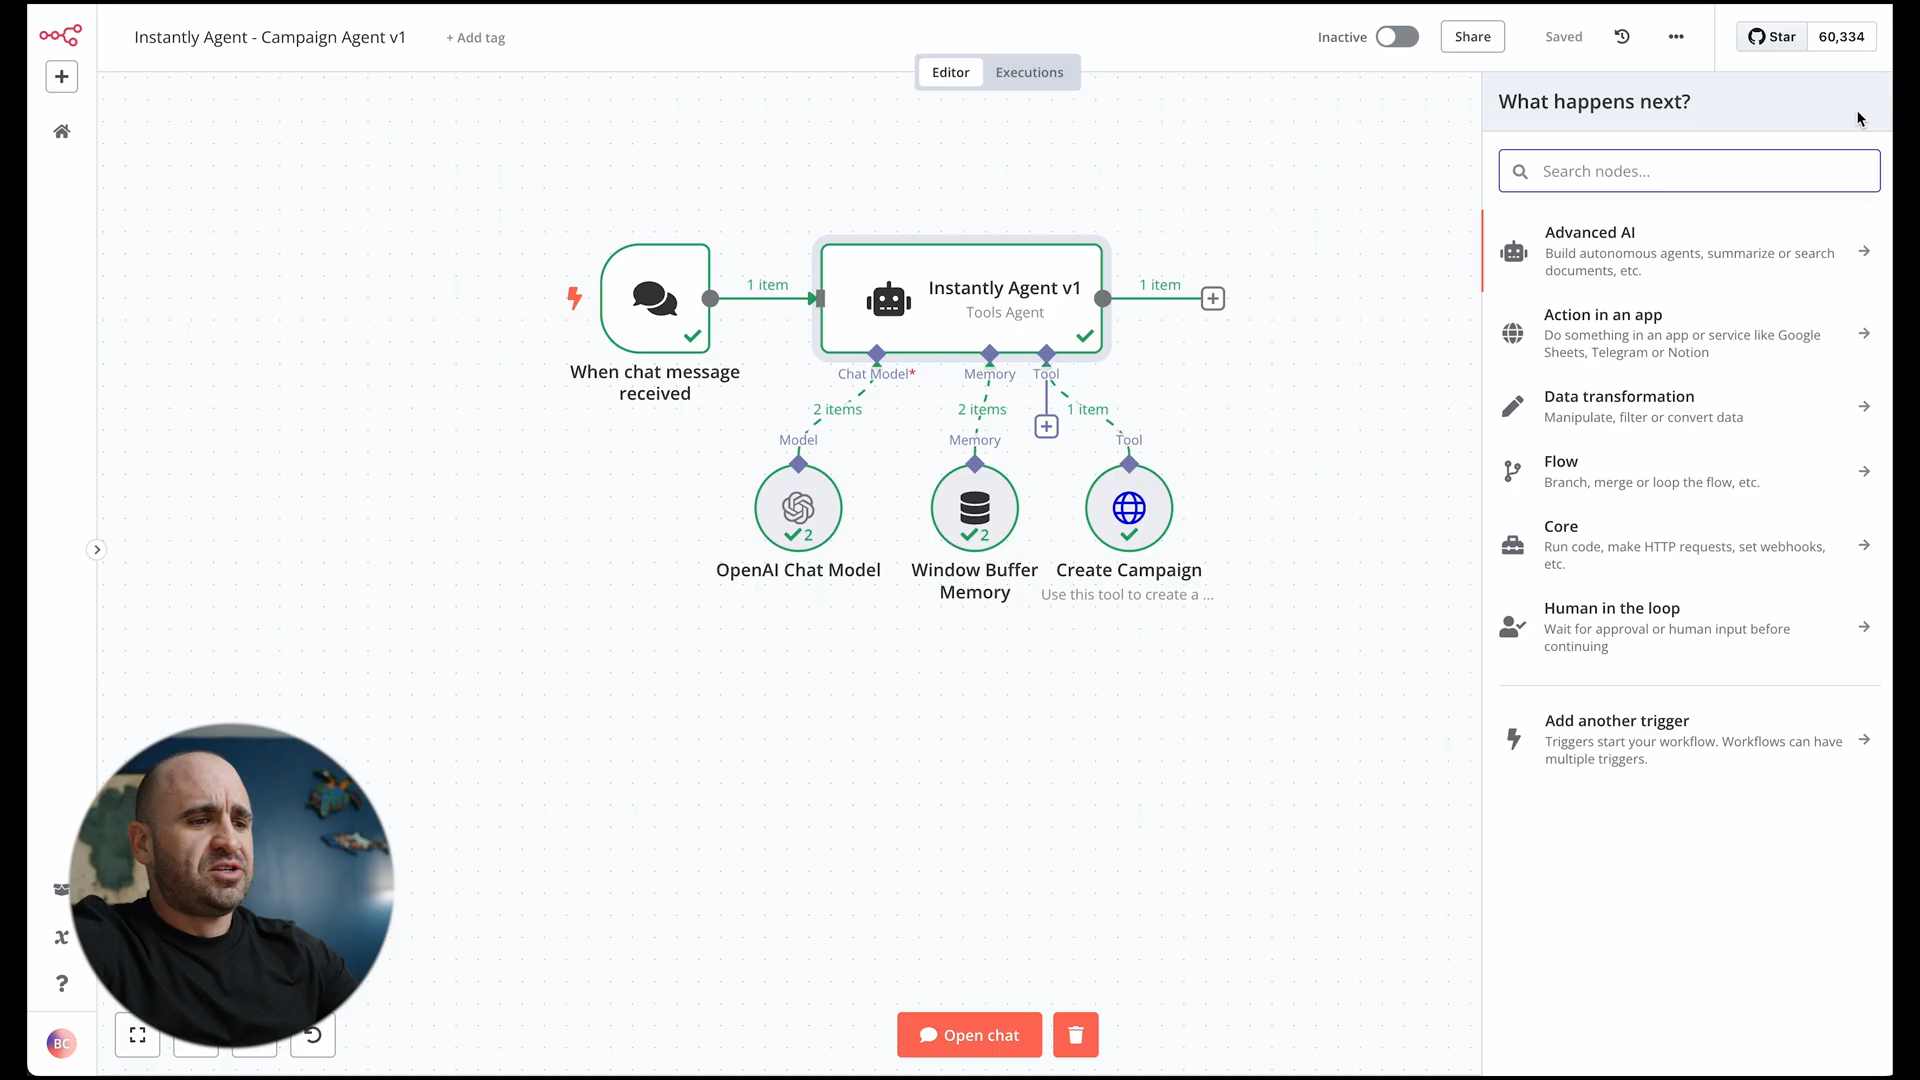 Instantly Agent - Campaign Agent v1
+ Add tag
Inactive
Share
Saved
Star
60,334
Editor
Executions
What happens next?
Search nodes...
Advanced AI
Build autonomous agents, summarize or search
documents, etc.
Action in an app
Do something in an app or service like Google
Sheets, Telegram or Notion
Data transformation
Manipulate, filter or convert data
Flow
Branch, merge or loop the flow, etc.
Core
Run code, make HTTP requests, set webhooks,
etc.
Human in the loop
Wait for approval or human input before
continuing
Add another trigger
Triggers start your workflow. Workflows can have
multiple triggers.
1 item
Instantly Agent v1
Tools Agent
1 item
When chat message
received
Chat Model*
Memory
Tool
2 items
2 items
1 item
Model
Memory
Tool
2
2
OpenAI Chat Model
Window Buffer
Memory
Create Campaign
Use this tool to create a ...
x
?
BC
Open chat